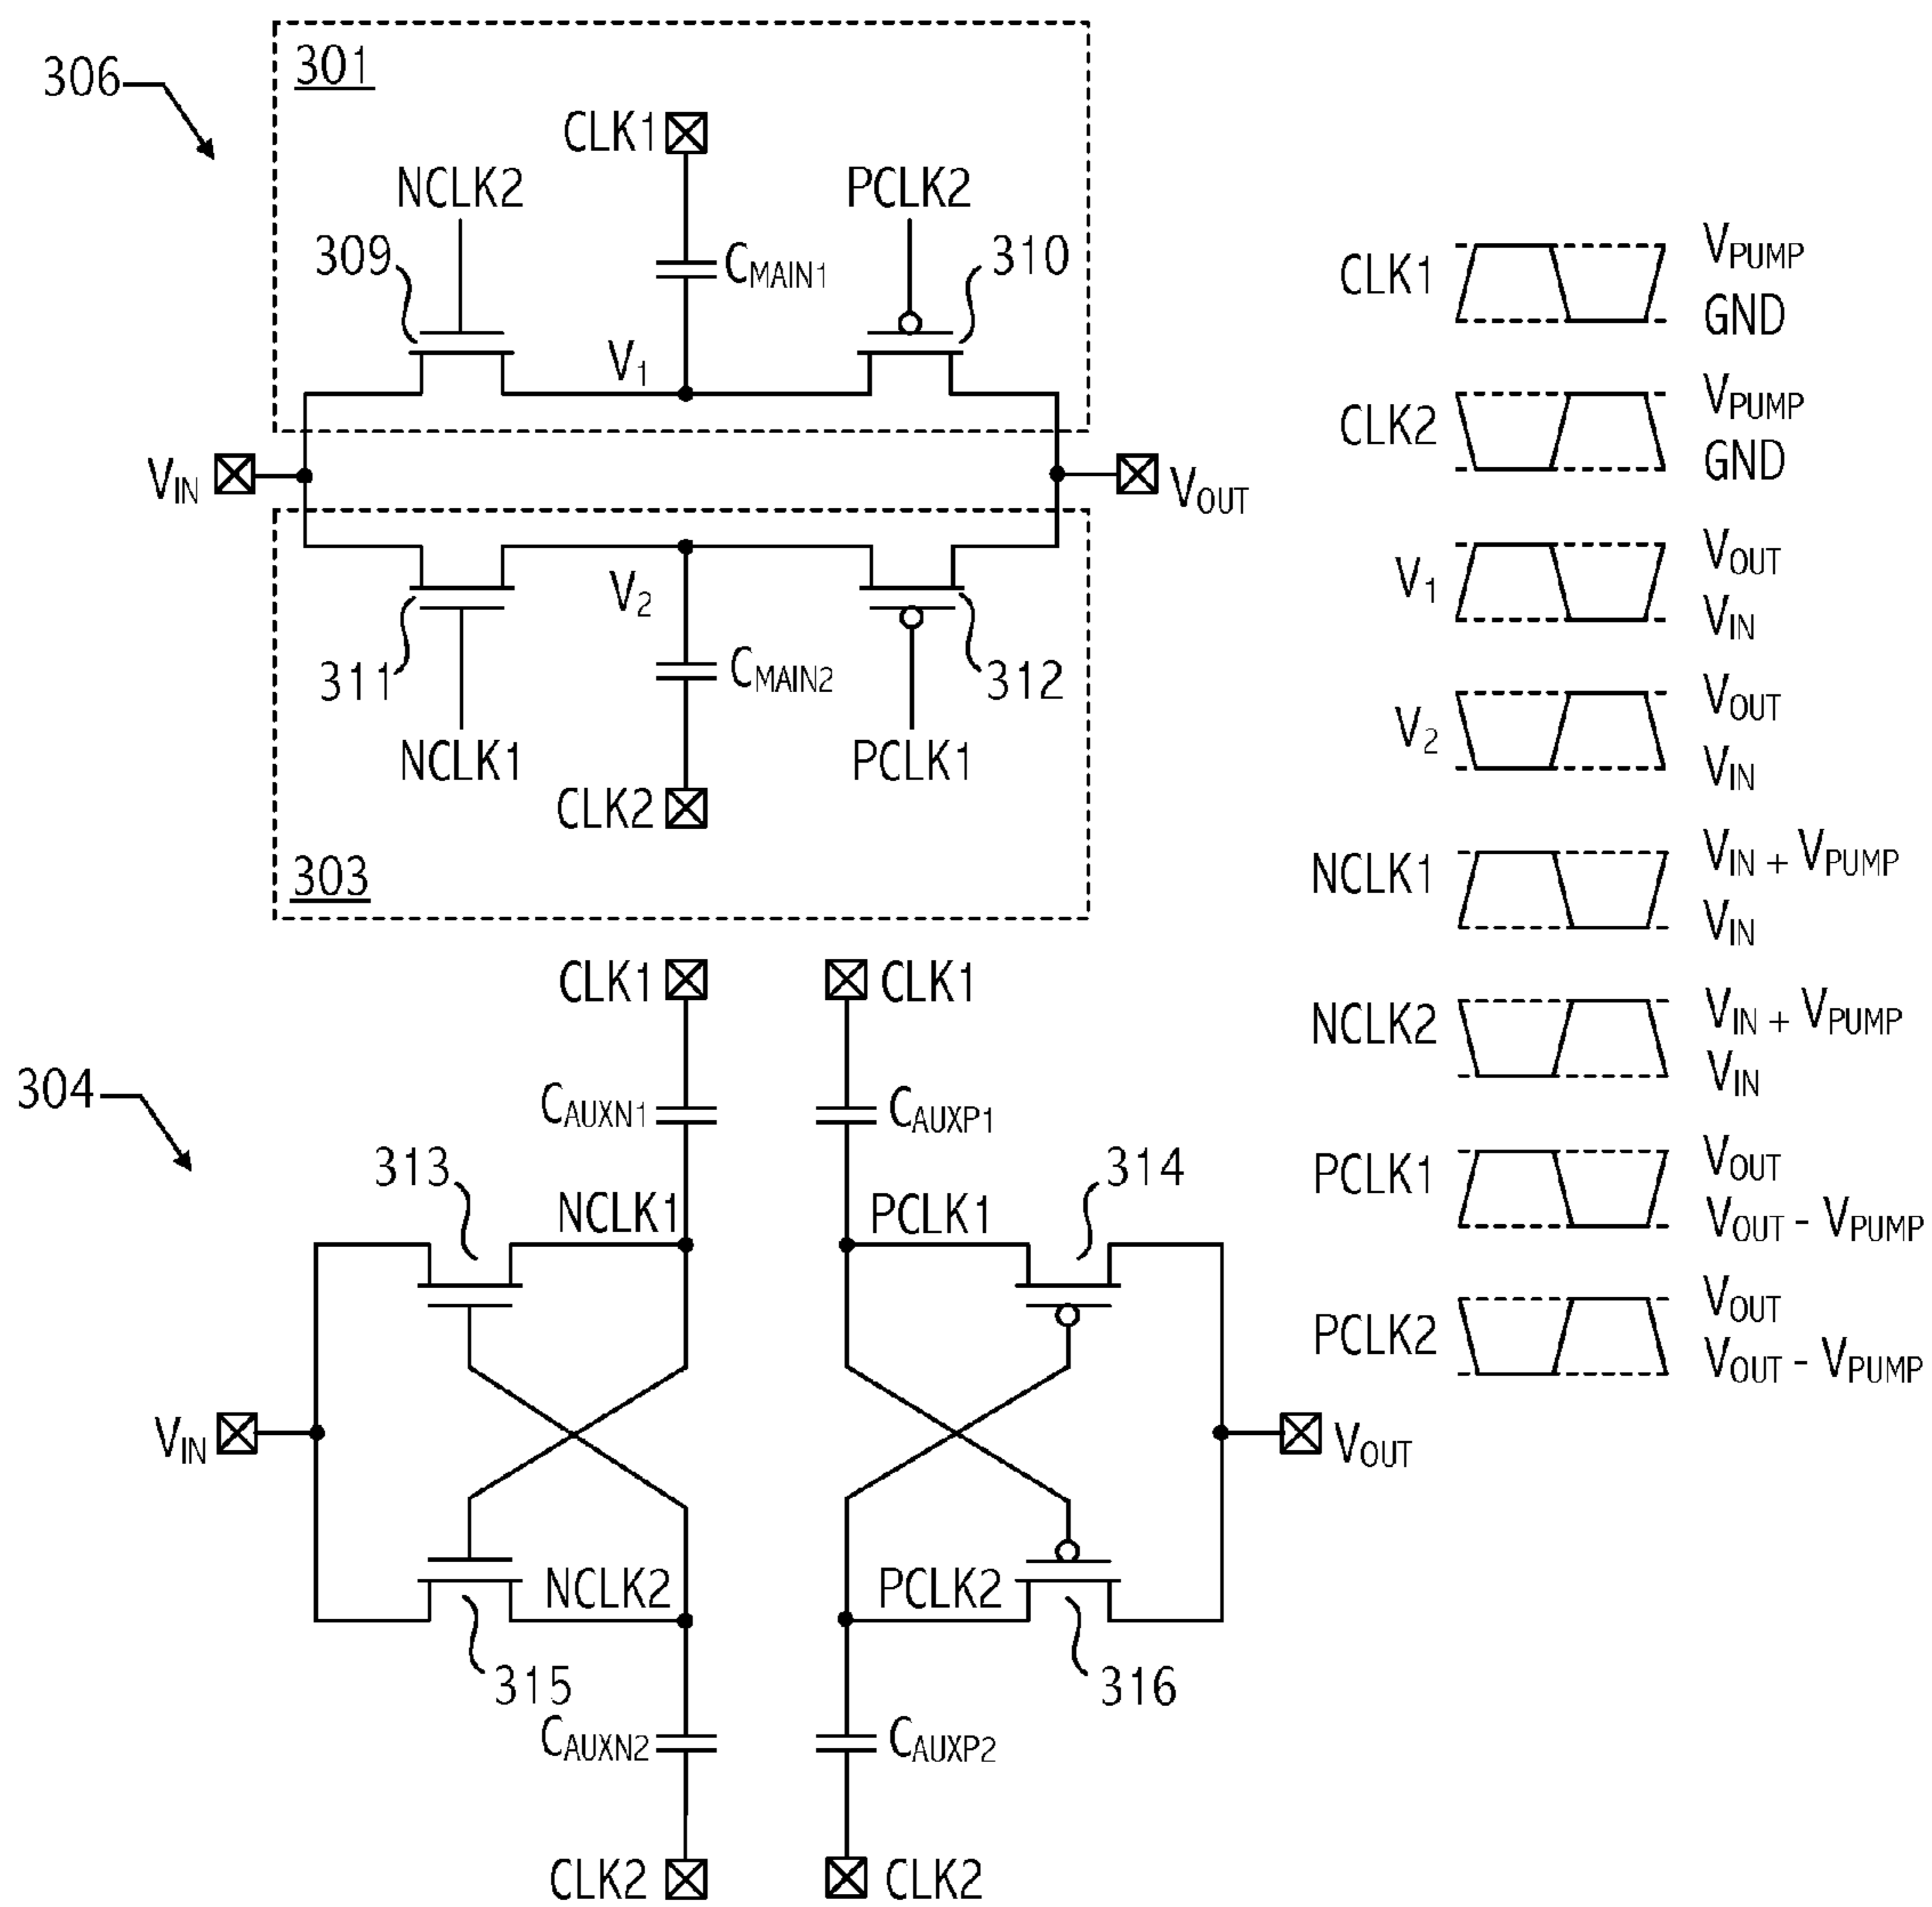 306
301
CLK1
NCLK2
PCLK2
309
310
CMAIN1
V1
VIN
VOUT
V2
311
CMAIN2
312
NCLK1
PCLK1
CLK2
303
CLK1
CLK1
304
CAUXN1
CAUXP1
313
314
NCLK1
PCLK1
VIN
VOUT
NCLK2
PCLK2
315
316
CAUXN2
CAUXP2
CLK2
CLK2
CLK1
VPUMP
GND
CLK2
VPUMP
GND
V1
VOUT
VIN
V2
VOUT
VIN
NCLK1
VIN + VPUMP
VIN
NCLK2
VIN + VPUMP
VIN
PCLK1
VOUT
VOUT - VPUMP
PCLK2
VOUT
VOUT - VPUMP